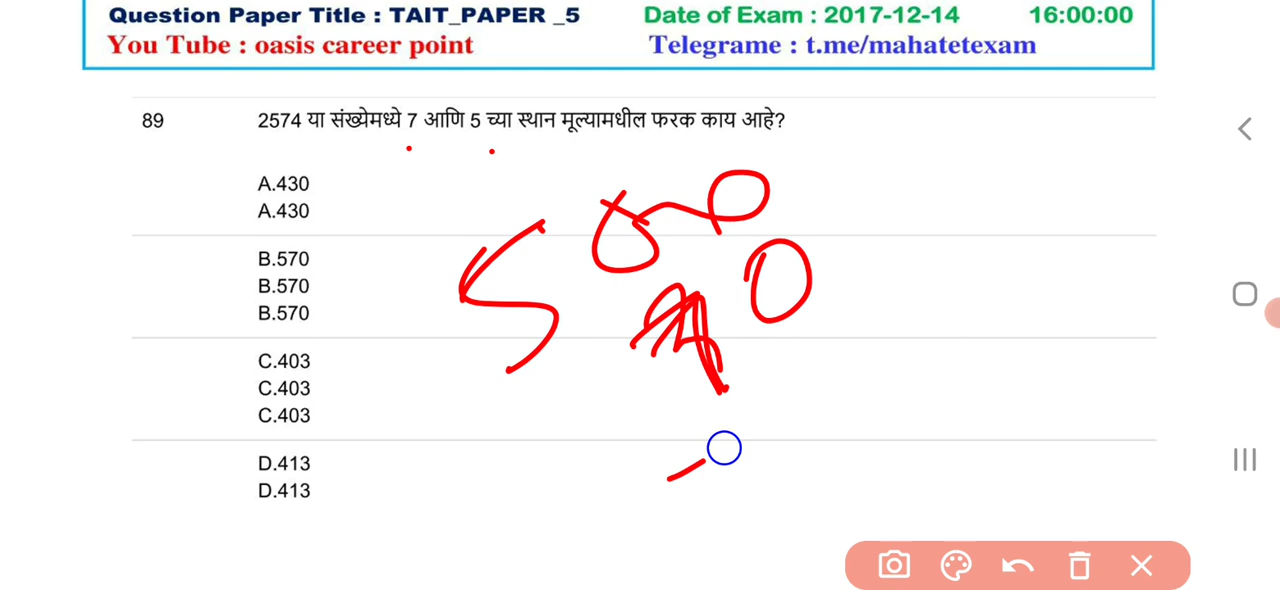 Question Paper Title : TAIT_PAPER _5 Date of Exam : 2017-12-14 16:00:00
You Tube : oasis career point Telegrame : t.me/mahatetexam
89 2574 या संख्येमध्ये 7 आणि 5 च्या स्थान मूल्यामधील फरक काय आहे?
A.430
A.430
B.570
B.570
B.570
C.403
C.403
C.403
D.413
D.413